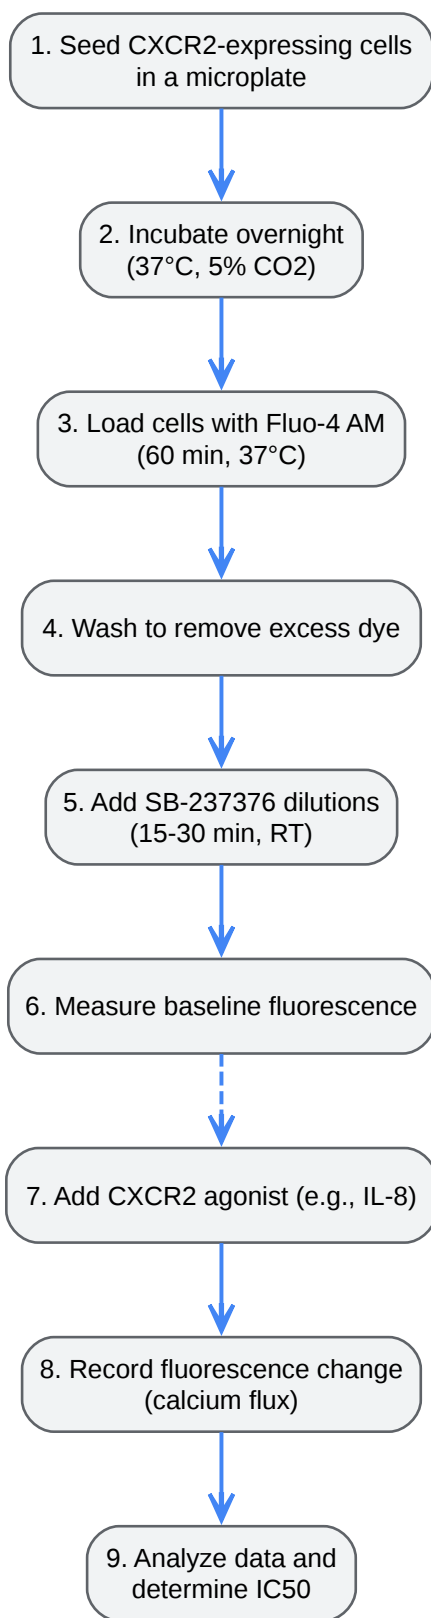 1. Seed CXCR2-expressing cells
in a microplate
2. Incubate overnight
(37°C, 5% CO2)
3. Load cells with Fluo-4 AM
(60 min, 37°C)
4. Wash to remove excess dye
5. Add SB-237376 dilutions
(15-30 min, RT)
6. Measure baseline fluorescence
7. Add CXCR2 agonist (e.g., IL-8)
8. Record fluorescence change
(calcium flux)
9. Analyze data and
determine IC50